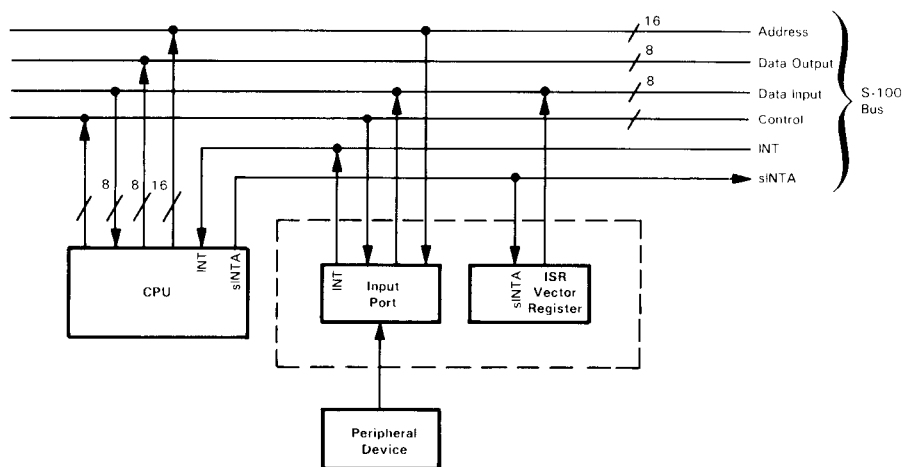 16
Address
8
Data Output
8
Data Input
S-100
Bus
Control
INT
sINTA
8
8
16
INT
sINTA
CPU
INT
Input
Port
sINTA
ISR
Vector
Register
Peripheral
Device